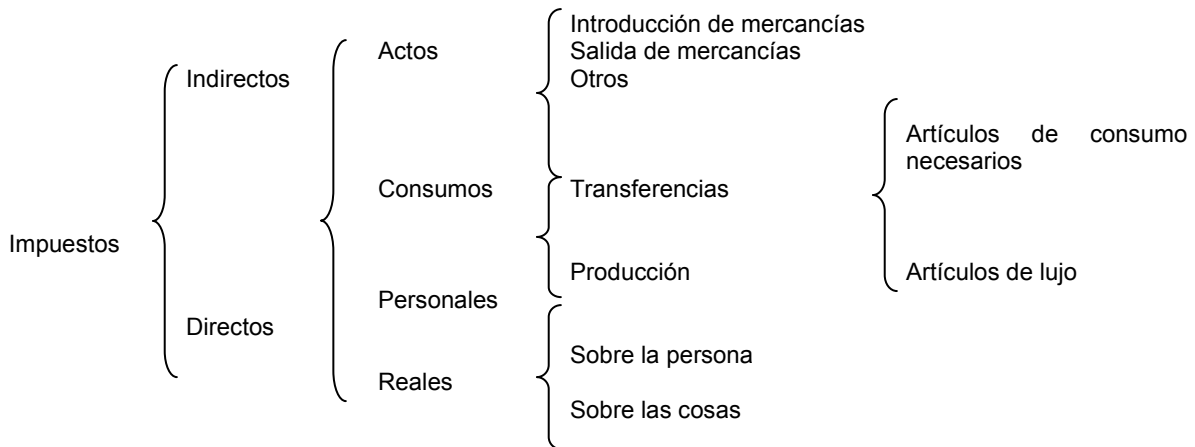 Introducción de mercancías
Actos
Salida de mercancías
Indirectos
Otros
Artículos de consumo
necesarios
Consumos
Transferencias
Impuestos
Producción
Artículos de lujo
Personales
Directos
Sobre la persona
Reales
Sobre las cosas